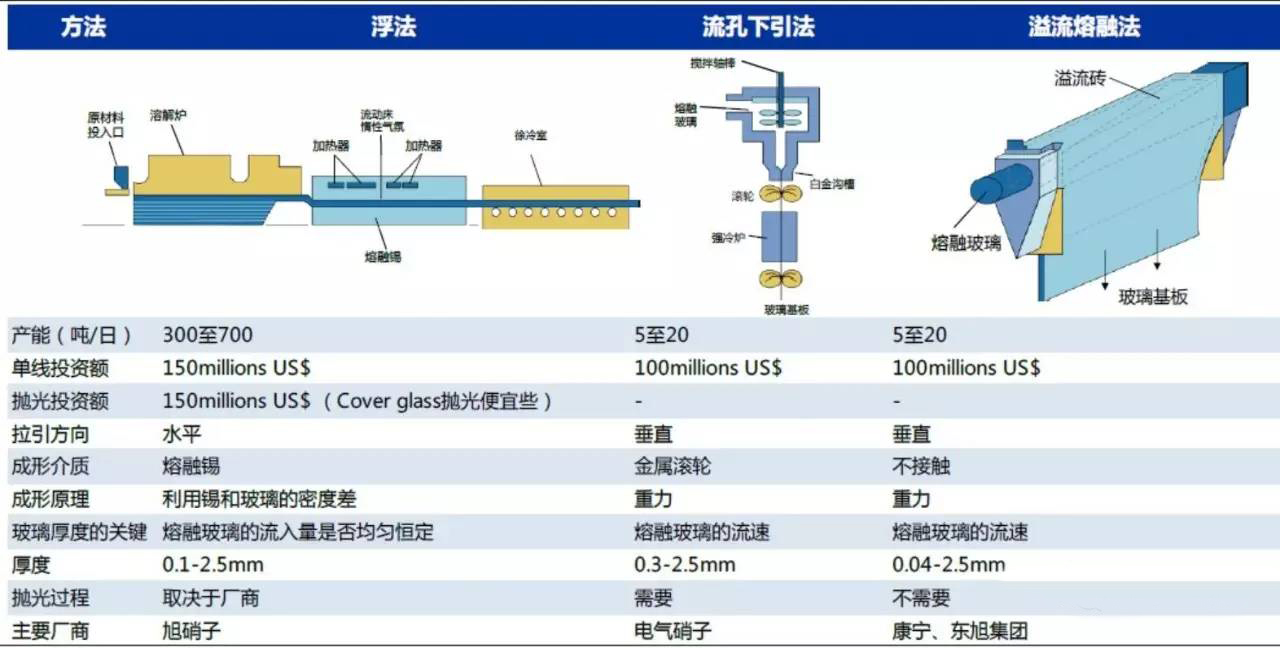 方法 浮法 流孔下引法 溢流熔融法
原材料
投入口
溶解炉
加热器
流动床
惰性气氛
加热器
徐冷室
熔融锡
搅拌轴棒
熔融
玻璃
白金沟槽
滚轮
强冷炉
玻璃基板
溢流砖
熔融玻璃
玻璃基板
产能（吨/日） 300至700 5至20 5至20
单线投资额 150millions US$ 100millions US$ 100millions US$
抛光投资额 150millions US$（Cover glass抛光便宜些） - -
拉引方向 水平 垂直 垂直
成形介质 熔融锡 金属滚轮 不接触
成形原理 利用锡和玻璃的密度差 重力 重力
玻璃厚度的关键 熔融玻璃的流入量是否均匀恒定 熔融玻璃的流速 熔融玻璃的流速
厚度 0.1-2.5mm 0.3-2.5mm 0.04-2.5mm
抛光过程 取决于厂商 需要 不需要
主要厂商 旭硝子 电气硝子 康宁、东旭集团